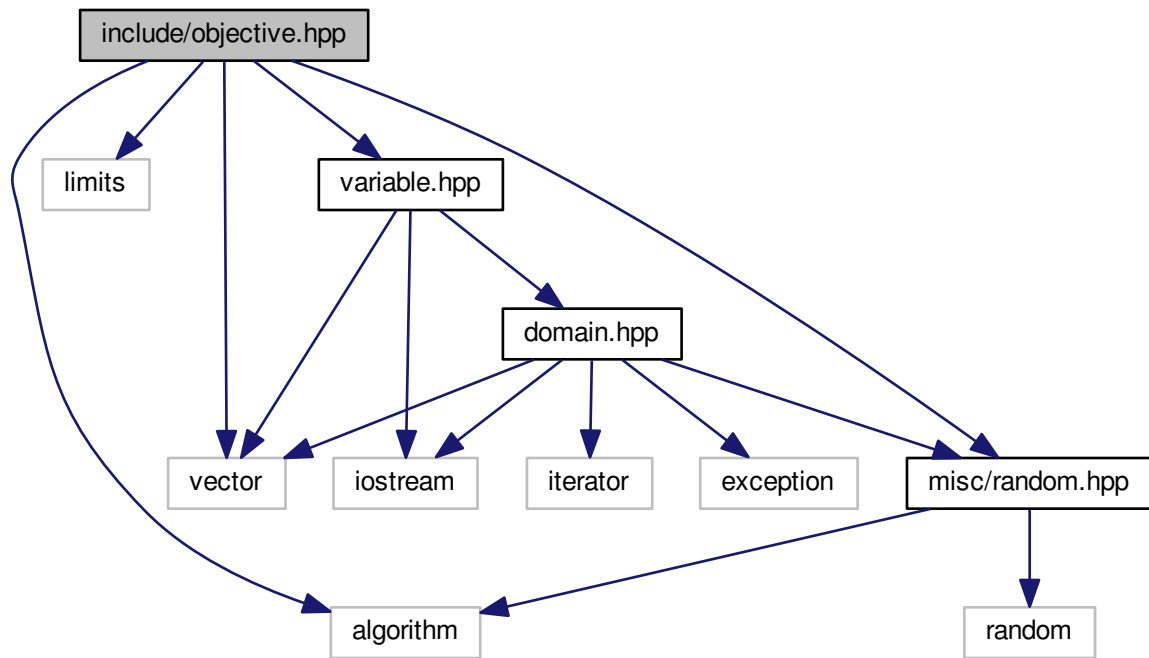 include/objective.hpp
limits
variable.hpp
domain.hpp
vector
iostream
iterator
exception
misc/random.hpp
algorithm
random